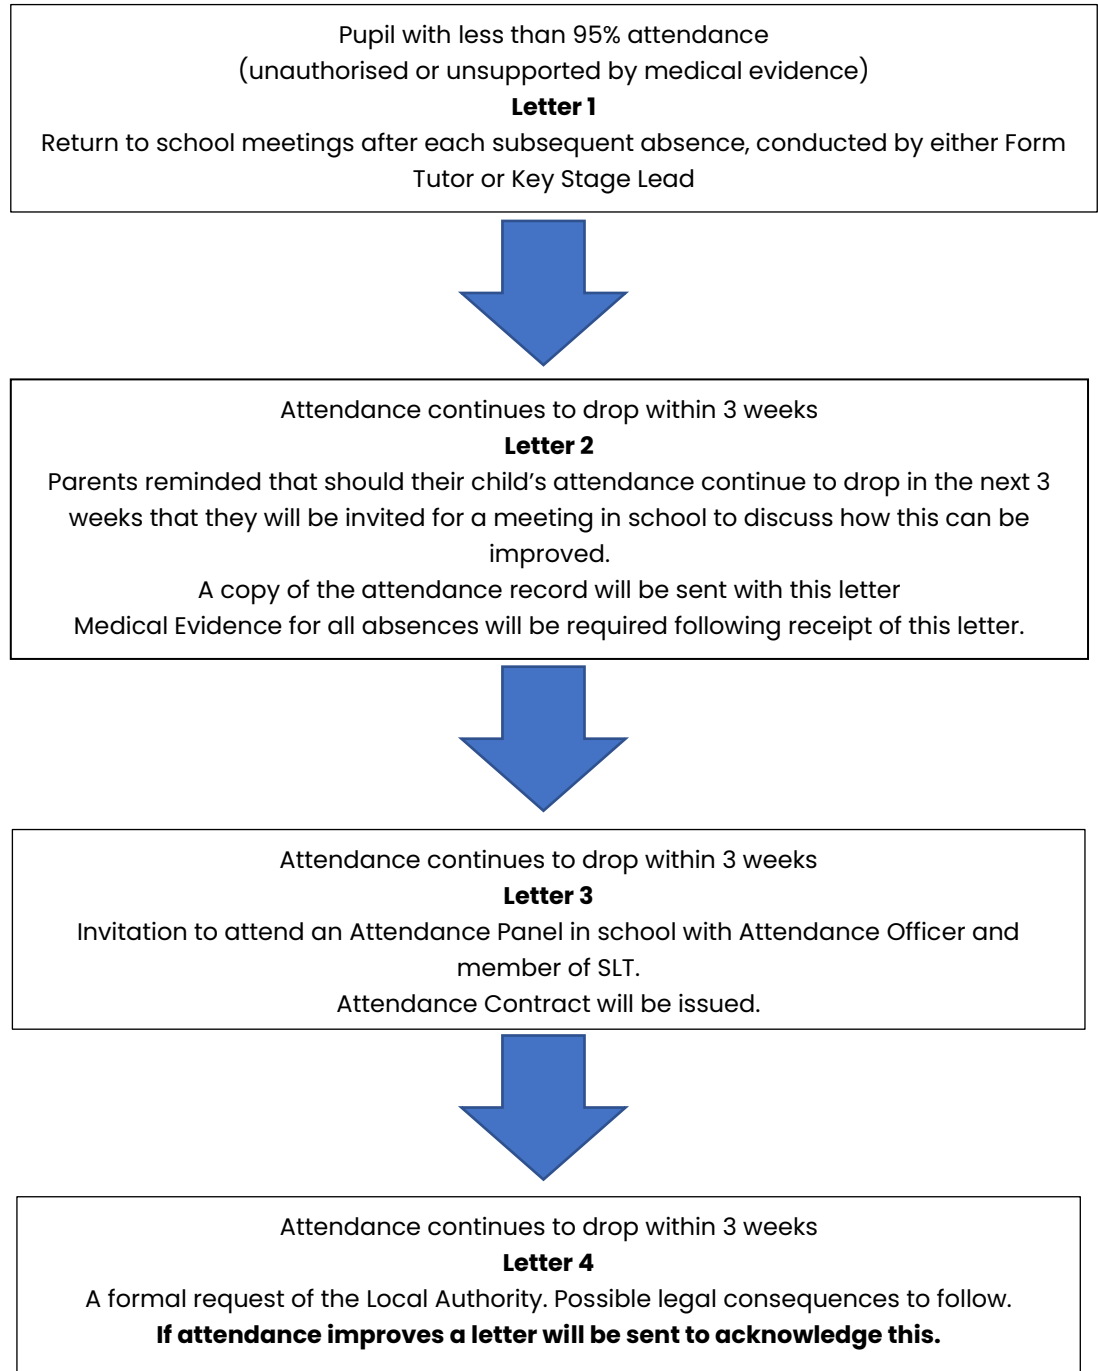 Pupil with less than 95% attendance
(unauthorised or unsupported by medical evidence)
Letter 1
Return to school meetings after each subsequent absence, conducted by either Form
Tutor or Key Stage Lead
Attendance continues to drop within 3 weeks
Letter 2
Parents reminded that should their child’s attendance continue to drop in the next 3
weeks that they will be invited for a meeting in school to discuss how this can be
improved.
A copy of the attendance record will be sent with this letter
Medical Evidence for all absences will be required following receipt of this letter.
Attendance continues to drop within 3 weeks
Letter 3
Invitation to attend an Attendance Panel in school with Attendance Officer and
member of SLT.
Attendance Contract will be issued.
Attendance continues to drop within 3 weeks
Letter 4
A formal request of the Local Authority. Possible legal consequences to follow.
If attendance improves a letter will be sent to acknowledge this.